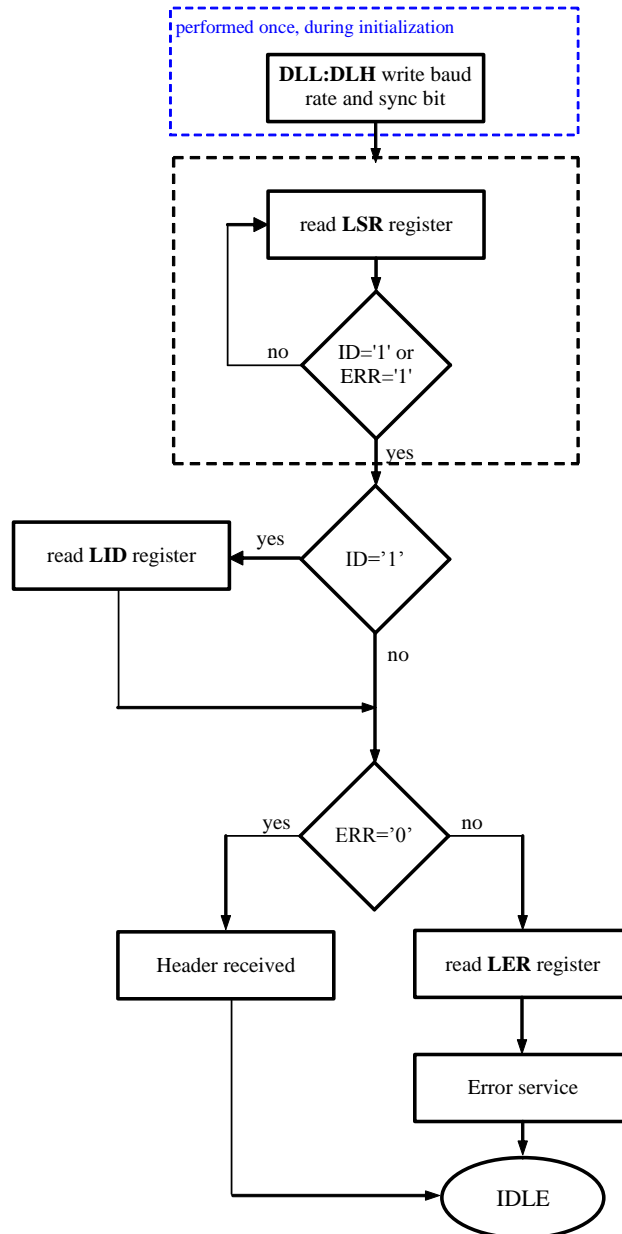 performed once, during initialization
DLL:DLH write baud
rate and sync bit
read LSR register
no
ID='1' or
ERR='1'
yes
read LID register
yes
ID=’1’
no
yes
ERR=’0’
no
Header received
read LER register
Error service
IDLE